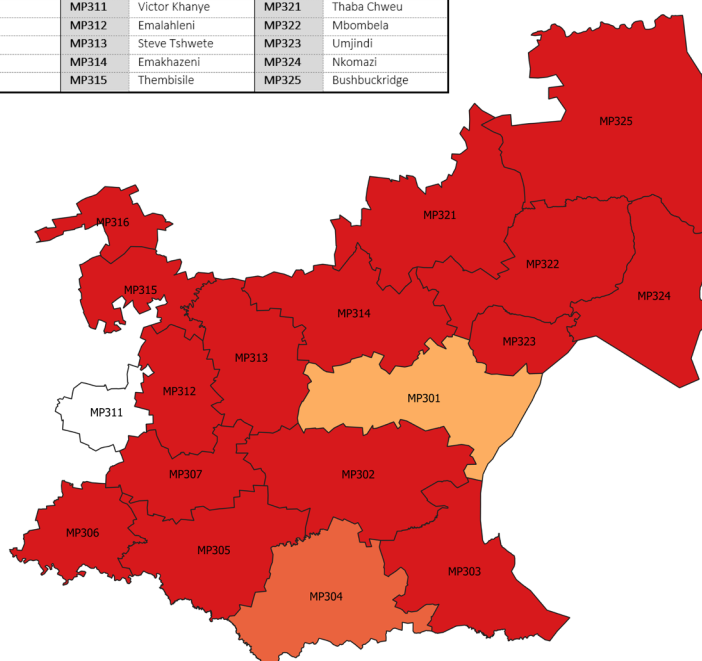 MP311 Victor Khanye MP321 Thaba Chweu
MP312 Emalahleni MP322 Mbombela
MP313 Steve Tshwete MP323 Umjindi
MP314 Emakhazeni MP324 Nkomazi
MP315 Thembisile MP325 Bushbuckridge
MP325
MP321
MP316
MP322
MP315
MP324
MP314
MP323
MP313
MP312
MP301
MP311
MP307
MP302
MP306
MP305
MP303
MP304